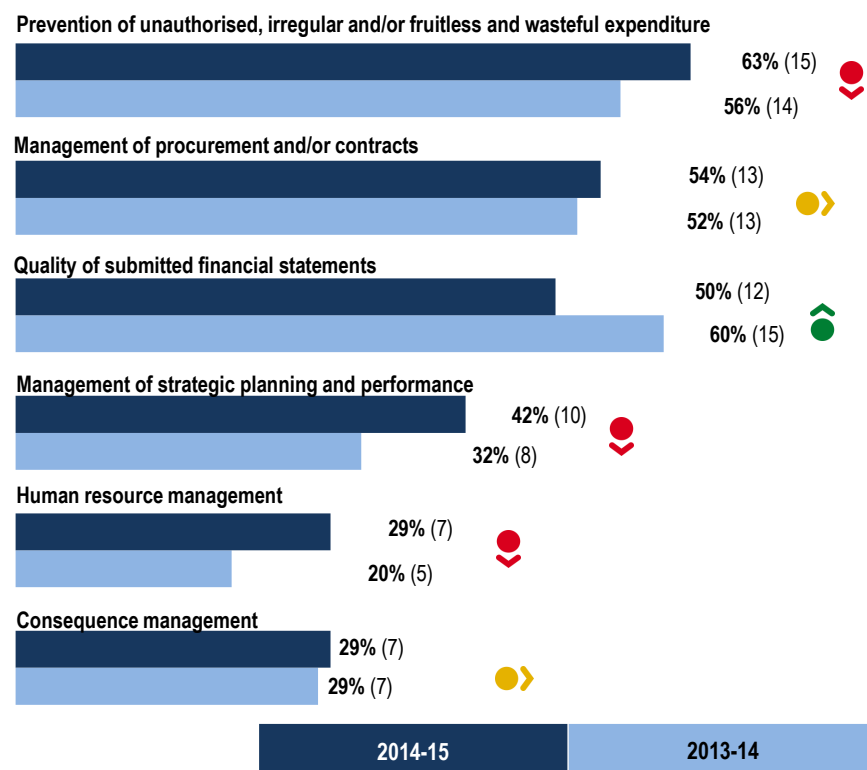 Prevention of unauthorised, irregular and/or fruitless and wasteful expenditure
63% (15)
56% (14)
Management of procurement and/or contracts
54% (13)
52% (13)
Quality of submitted financial statements
50% (12)
60% (15)
Management of strategic planning and performance
42% (10)
32% (8)
Human resource management
29% (7)
20% (5)
Consequence management
29% (7)
29% (7)
2014-15 2013-14